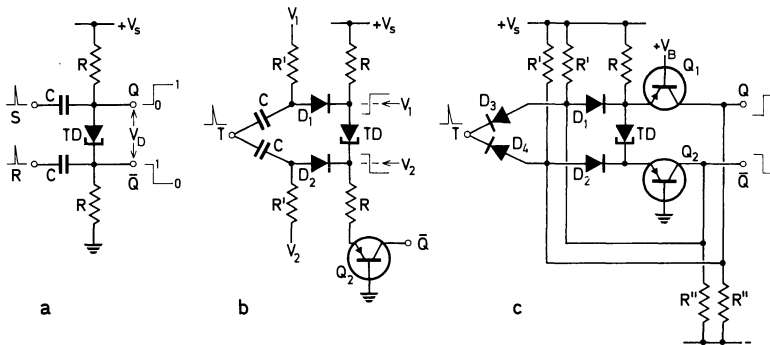 +Vs
R
Q
1
0
C
S
TD
VD
R
C
Q̄
1
0
R
a
V1
+Vs
R'
R
C
D1
V1
T
TD
C
D2
V2
R'
R
V2
Q̄
Q2
b
+Vs
R'
R'
R
+VB
Q1
D3
D1
Q
T
TD
D4
D2
Q2
Q̄
R"
R"
c
-